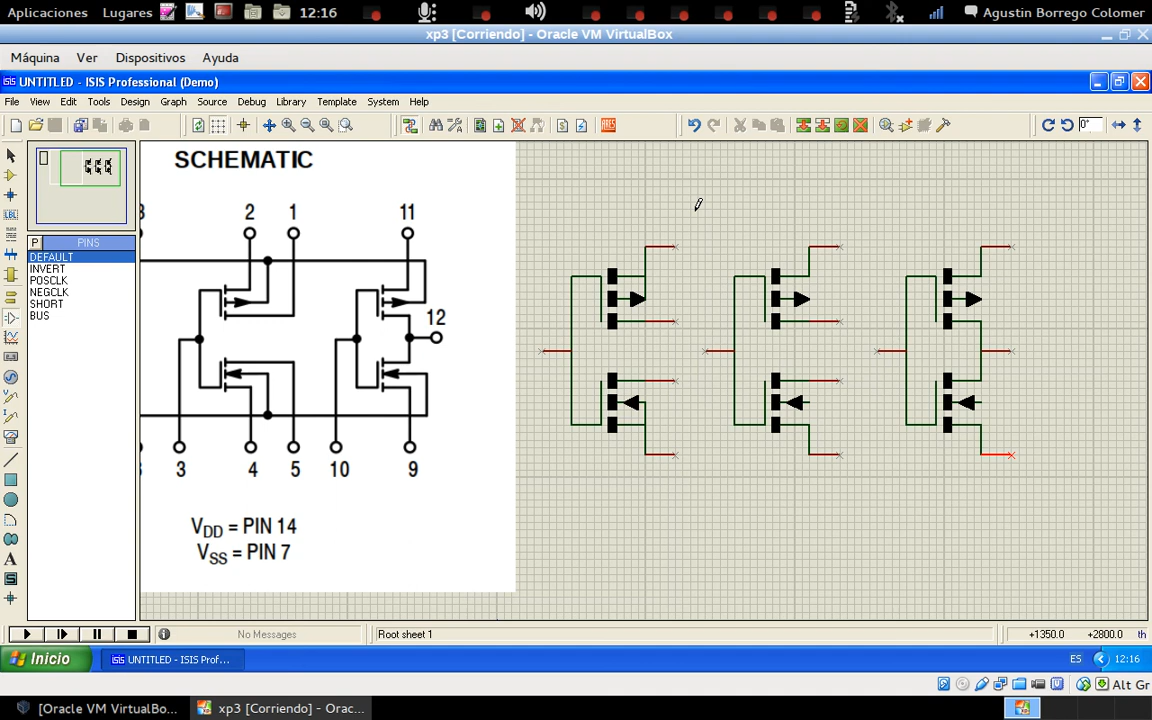 Aplicaciones Lugares 12:16 Agustin Borrego Colomer
xp3 [Corriendo] - Oracle VM VirtualBox
Máquina Ver Dispositivos Ayuda
ISIS UNTITLED - ISIS Professional (Demo)
File View Edit Tools Design Graph Source Debug Library Template System Help
0°
LBL
P PINS
DEFAULT
INVERT
POSCLK
NEGCLK
SHORT
BUS
A
S
SCHEMATIC
2 1 11
12
3 4 5 10 9
VDD = PIN 14
VSS = PIN 7
No Messages Root sheet 1 +1350.0 +2800.0 th
Inicio UNTITLED - ISIS Prof... ES 12:16
Alt Gr
[Oracle VM VirtualBo... xp3 [Corriendo] - Orac...